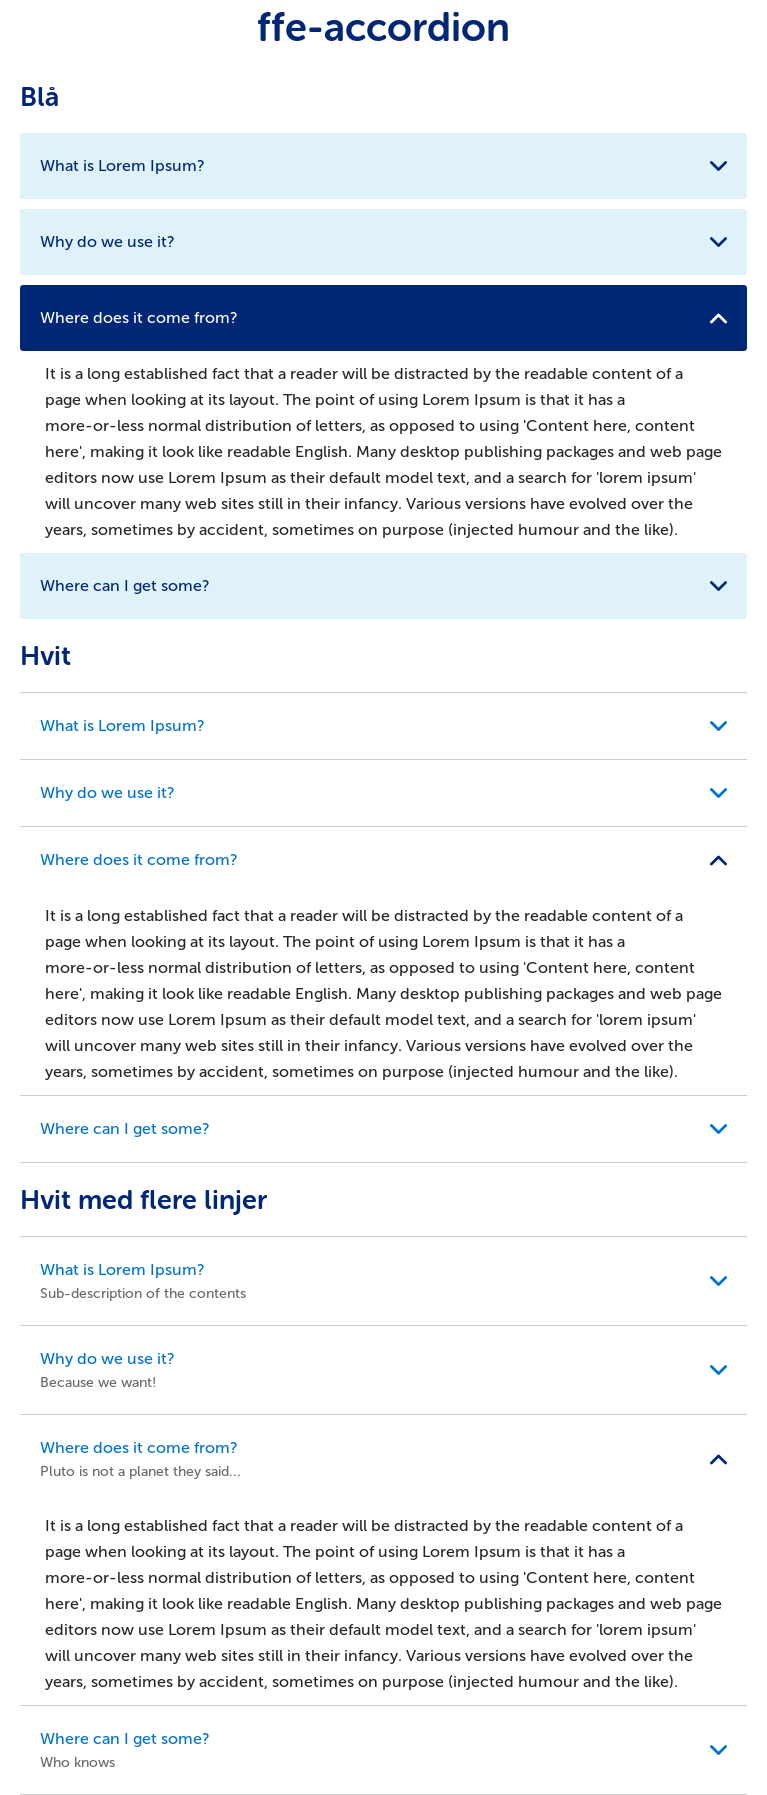 ffe-accordion
Blå
What is Lorem Ipsum?
Why do we use it?
Where does it come from?
It is a long established fact that a reader will be distracted by the readable content of a
page when looking at its layout. The point of using Lorem Ipsum is that it has a
more-or-less normal distribution of letters, as opposed to using 'Content here, content
here', making it look like readable English. Many desktop publishing packages and web page
editors now use Lorem Ipsum as their default model text, and a search for 'lorem ipsum'
will uncover many web sites still in their infancy. Various versions have evolved over the
years, sometimes by accident, sometimes on purpose (injected humour and the like).
Where can I get some?
Hvit
What is Lorem Ipsum?
Why do we use it?
Where does it come from?
It is a long established fact that a reader will be distracted by the readable content of a
page when looking at its layout. The point of using Lorem Ipsum is that it has a
more-or-less normal distribution of letters, as opposed to using 'Content here, content
here', making it look like readable English. Many desktop publishing packages and web page
editors now use Lorem Ipsum as their default model text, and a search for 'lorem ipsum'
will uncover many web sites still in their infancy. Various versions have evolved over the
years, sometimes by accident, sometimes on purpose (injected humour and the like).
Where can I get some?
Hvit med flere linjer
What is Lorem Ipsum?
Sub-description of the contents
Why do we use it?
Because we want!
Where does it come from?
Pluto is not a planet they said...
It is a long established fact that a reader will be distracted by the readable content of a
page when looking at its layout. The point of using Lorem Ipsum is that it has a
more-or-less normal distribution of letters, as opposed to using 'Content here, content
here', making it look like readable English. Many desktop publishing packages and web page
editors now use Lorem Ipsum as their default model text, and a search for 'lorem ipsum'
will uncover many web sites still in their infancy. Various versions have evolved over the
years, sometimes by accident, sometimes on purpose (injected humour and the like).
Where can I get some?
Who knows